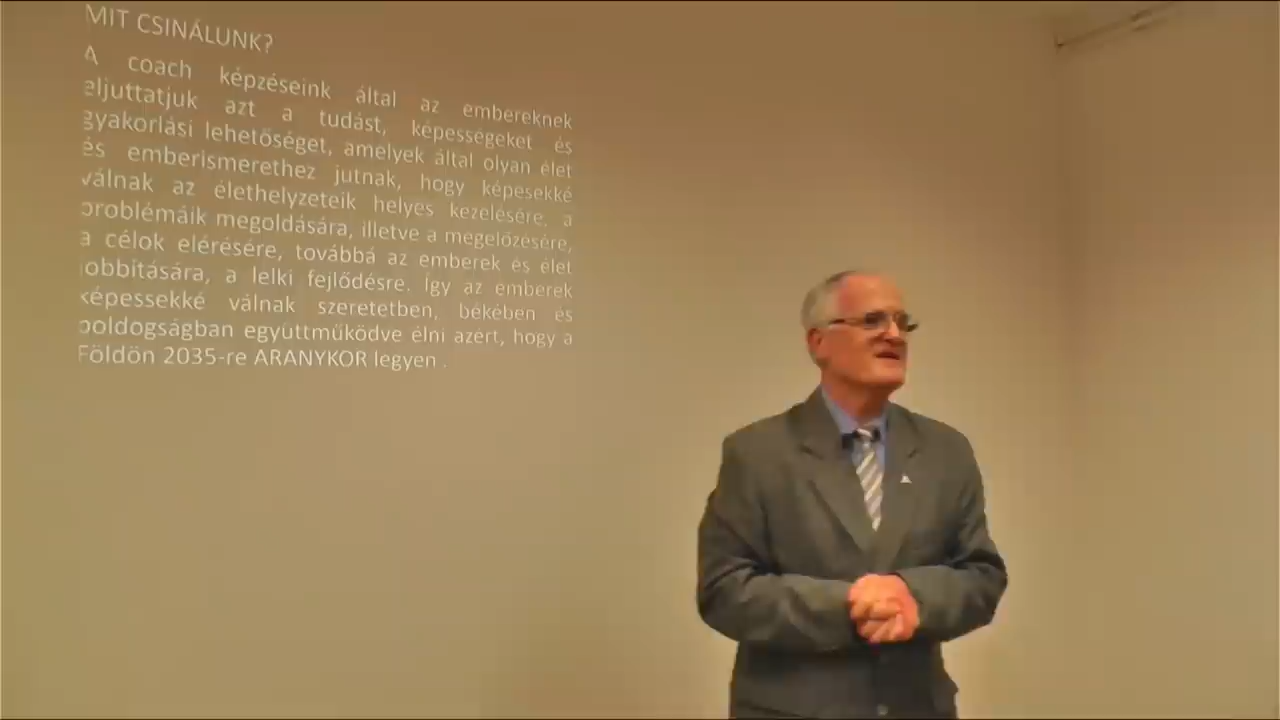 MIT CSINÁLUNK?
A coach képzéseink által az embereknek
eljuttatjuk azt a tudást, képességeket és
gyakorlási lehetőséget, amelyek által olyan élet
és emberismerethez jutnak, hogy képesekké
válnak az élethelyzeteik helyes kezelésére, a
problémáik megoldására, illetve a megelőzésére,
a célok elérésére, továbbá az emberek és élet
jobbítására, a lelki fejlődésre. Így az emberek
képessekké válnak szeretetben, békében és
boldogságban együttműködve élni azért, hogy a
Földön 2035-re ARANYKOR legyen .